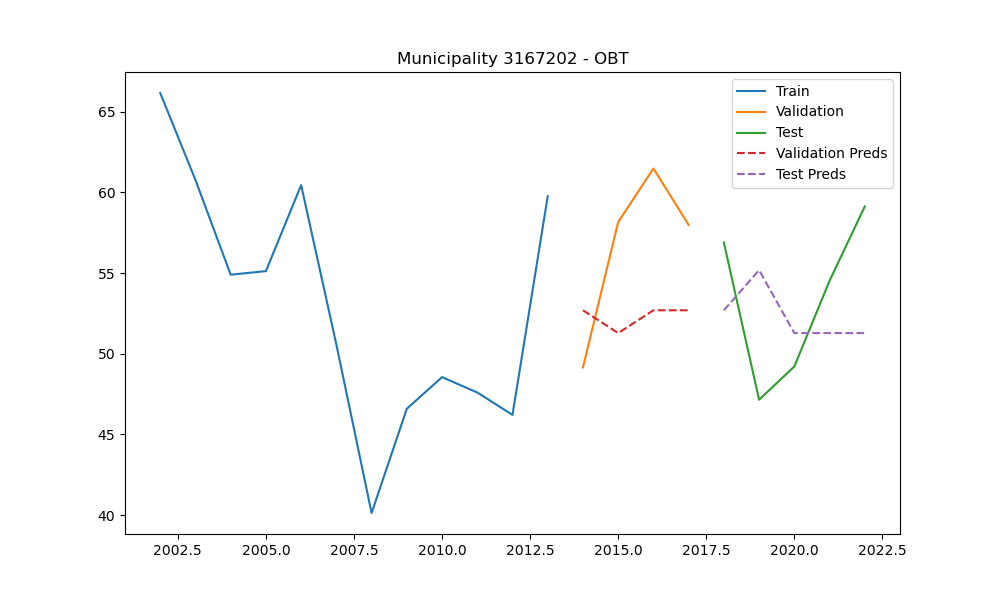 Municipality 3167202 - OBT
Train
Validation
Test
Validation Preds
Test Preds
65
60
55
50
45
40
2002.5 2005.0 2007.5 2010.0 2012.5 2015.0 2017.5 2020.0 2022.5